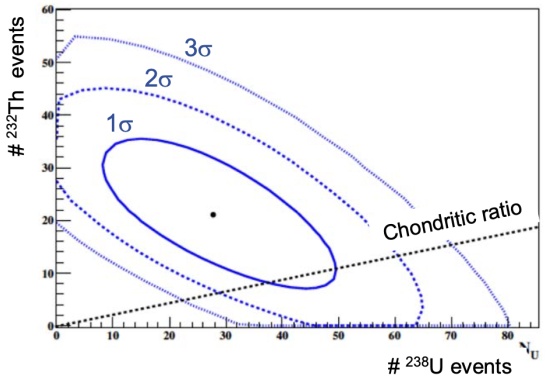 60
50
40
30
20
10
0
# ²³²Th events
3σ
2σ
1σ
Chondritic ratio
0 10 20 30 40 50 60 70 80
N_U
# ²³⁸U events